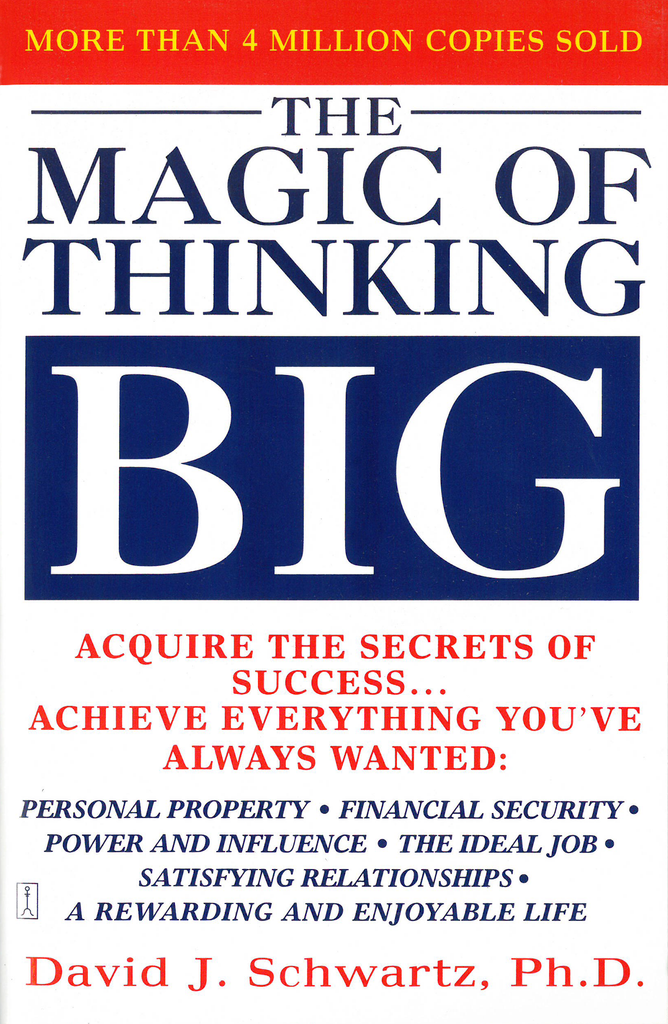 MORE THAN 4 MILLION COPIES SOLD
THE
MAGIC OF
THINKING
BIG
ACQUIRE THE SECRETS OF
SUCCESS...
ACHIEVE EVERYTHING YOU'VE
ALWAYS WANTED:
PERSONAL PROPERTY • FINANCIAL SECURITY •
POWER AND INFLUENCE • THE IDEAL JOB •
SATISFYING RELATIONSHIPS •
A REWARDING AND ENJOYABLE LIFE
David J. Schwartz, Ph.D.